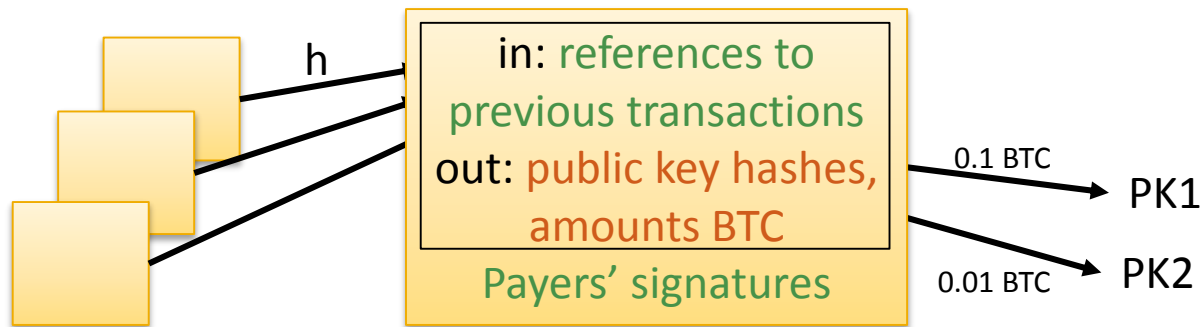 h
in: references to
previous transactions
out: public key hashes,
amounts BTC
Payers’ signatures
0.1 BTC
PK1
0.01 BTC
PK2